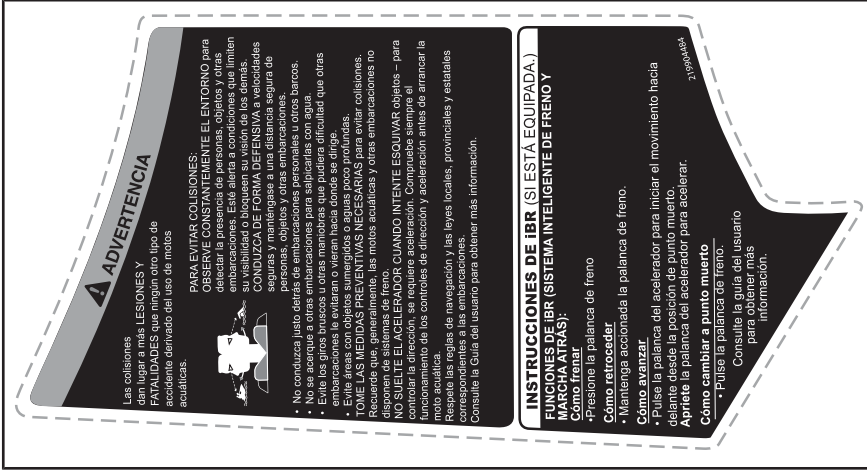 ADVERTENCIA
Las colisiones
dan lugar a más LESIONES Y
FATALIDADES que ningún otro tipo de
accidente derivado del uso de motos
acuáticas.
PARA EVITAR COLISIONES:
OBSERVE CONSTANTEMENTE EL ENTORNO para
detectar la presencia de personas, objetos y otras
embarcaciones. Esté alerta a condiciones que limiten
su visibilidad o bloqueen su visión de los demás.
CONDUZCA DE FORMA DEFENSIVA a velocidades
seguras y manténgase a una distancia segura de
personas, objetos y otras embarcaciones.
• No conduzca justo detrás de embarcaciones personales u otros barcos.
• No se acerque a otras embarcaciones para salpicarlas con agua.
• Evite los giros bruscos u otras maniobras que pudiera dificultad que otras
embarcaciones le evitaran o vieran hacia donde se dirige.
• Evite áreas con objetos sumergidos o aguas poco profundas.
TOME LAS MEDIDAS PREVENTIVAS NECESARIAS para evitar colisiones.
Recuerde que, generalmente, las motos acuáticas y otras embarcaciones no
disponen de sistemas de freno.
NO SUELTE EL ACELERADOR CUANDO INTENTE ESQUIVAR objetos – para
controlar la dirección, se requiere aceleración. Compruebe siempre el
funcionamiento de los controles de dirección y aceleración antes de arrancar la
moto acuática.
Respete las reglas de navegación y las leyes locales, provinciales y estatales
correspondientes a las embarcaciones.
Consulte la Guía del usuario para obtener más información.
INSTRUCCIONES DE iBR (SI ESTÁ EQUIPADA.)
FUNCIONES DE iBR (SISTEMA INTELIGENTE DE FRENO Y
MARCHA ATRÁS):
Cómo frenar
•Presione la palanca de freno
Cómo retroceder
• Mantenga accionada la palanca de freno.
Cómo avanzar
• Pulse la palanca del acelerador para iniciar el movimiento hacia
delante desde la posición de punto muerto.
Apriete la palanca del acelerador para acelerar.
Cómo cambiar a punto muerto
• Pulse la palanca de freno.
Consulte la guía del usuario
para obtener más
información.
219904484